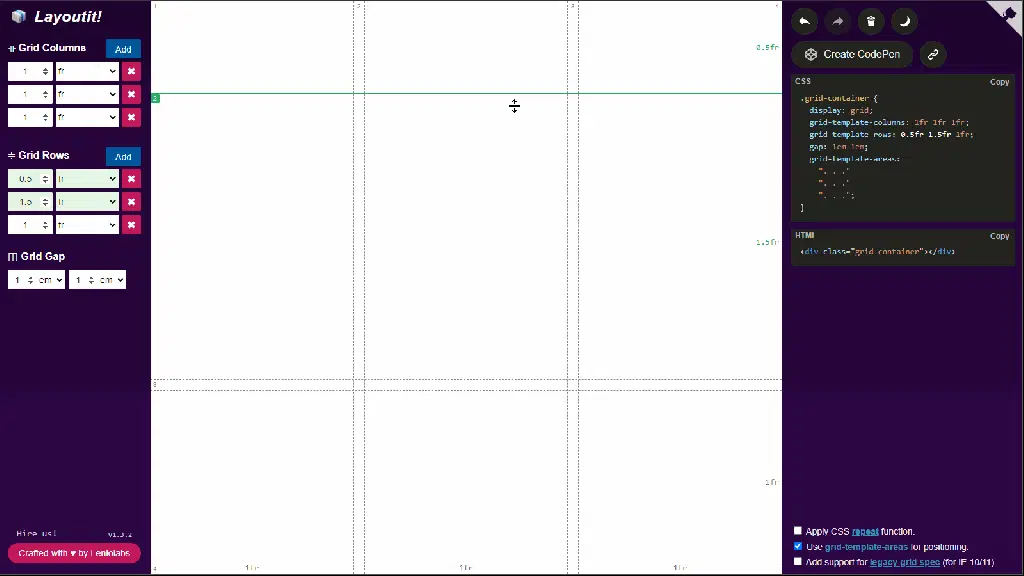 Layoutit!
Grid Columns
Add
1 fr
1 fr
1 fr
Grid Rows
Add
0.5 fr
1.5 fr
1 fr
Grid Gap
1 em 1 em
Hire us! v1.3.2
Crafted with ♥ by Leniolabs
1 2 3 4
0.5fr
2
1.5fr
3
1fr
4 1fr 1fr 1fr
Create CodePen
CSS Copy
.grid-container {
display: grid;
grid-template-columns: 1fr 1fr 1fr;
grid-template-rows: 0.5fr 1.5fr 1fr;
gap: 1em 1em;
grid-template-areas:
". . ."
". . ."
". . .";
}
HTML Copy
<div class="grid-container"></div>
Apply CSS repeat function.
Use grid-template-areas for positioning.
Add support for legacy grid spec (for IE 10/11)